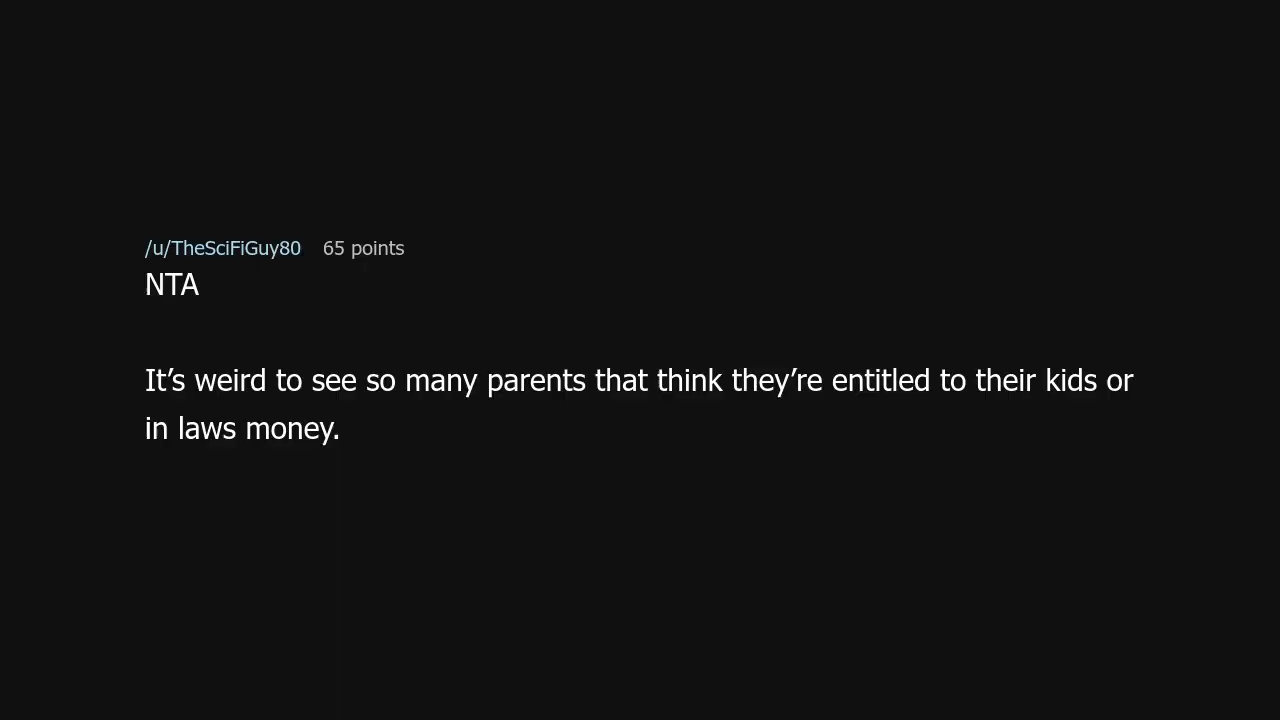 /u/TheSciFiGuy80 65 points
NTA
It’s weird to see so many parents that think they’re entitled to their kids or
in laws money.